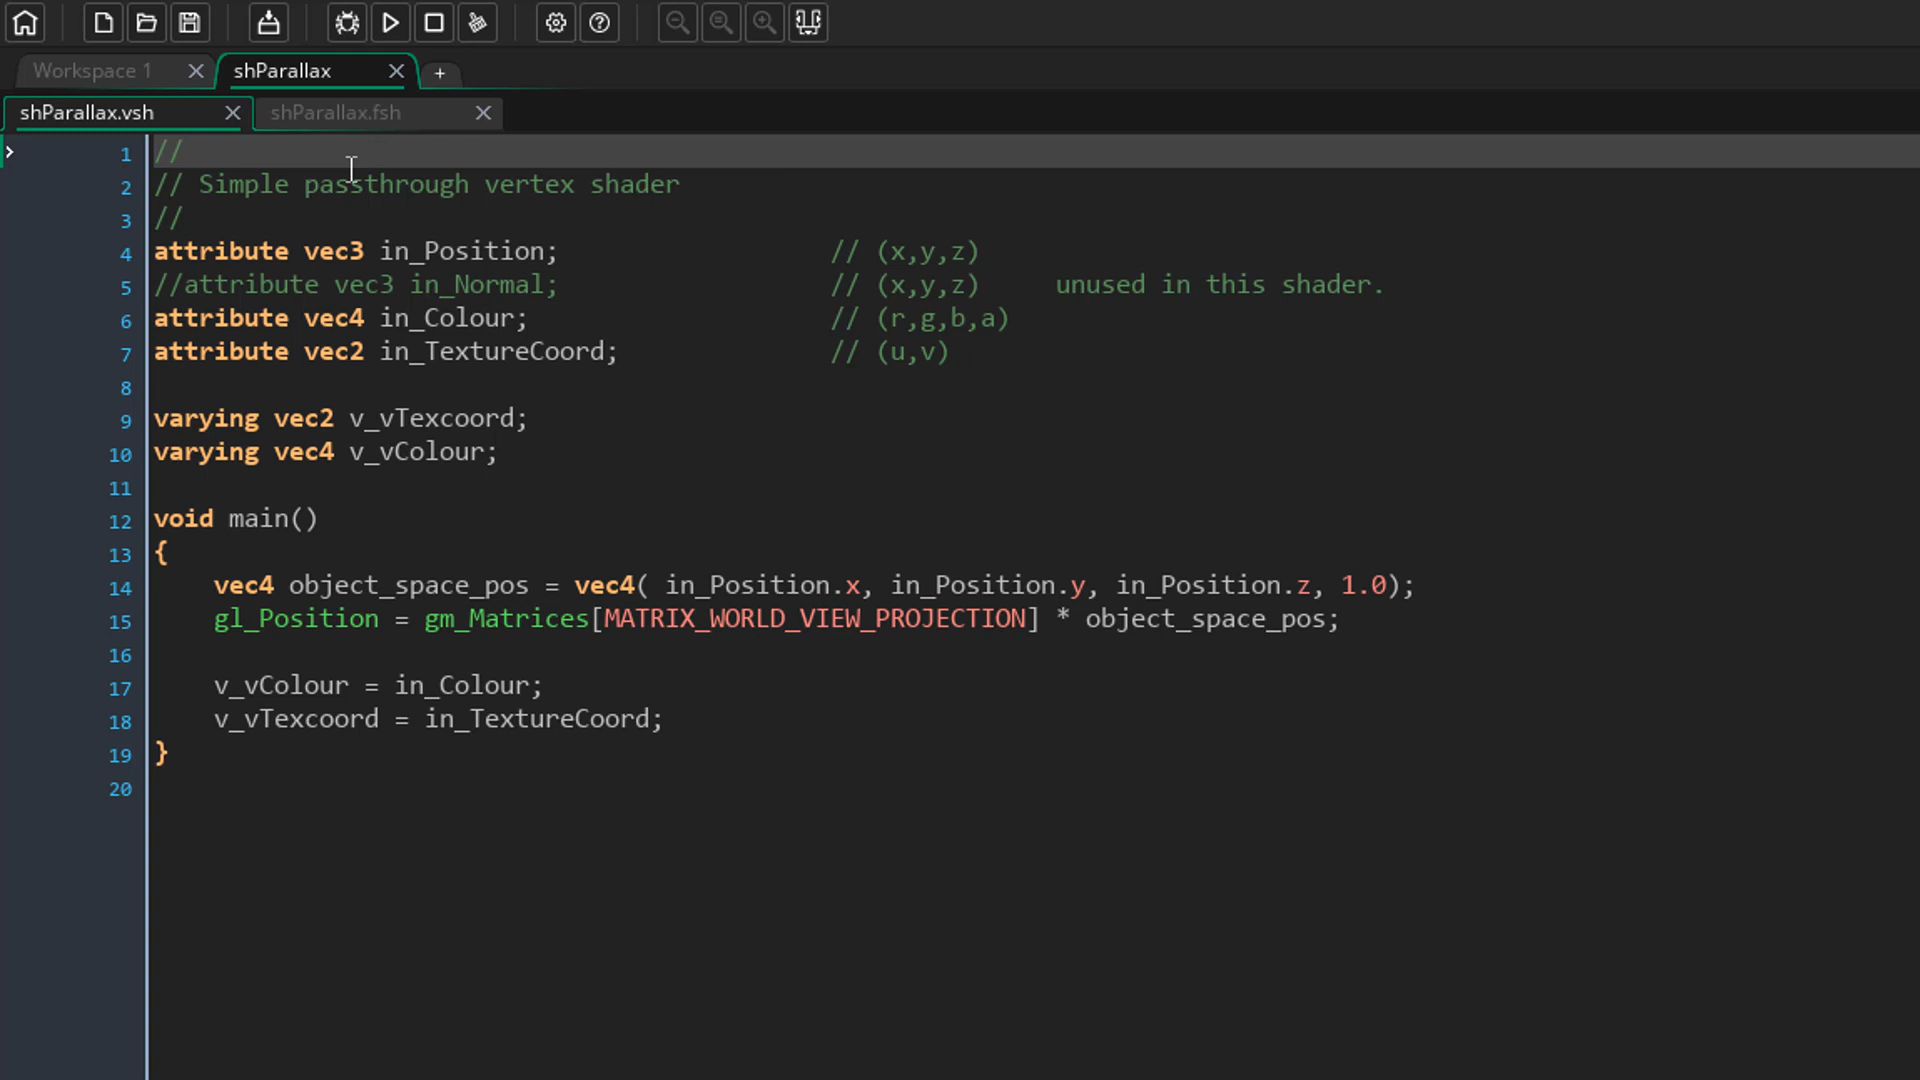 Workspace 1
shParallax
+
shParallax.vsh
shParallax.fsh
1 //
2 // Simple passthrough vertex shader
3 //
4 attribute vec3 in_Position;                  // (x,y,z)
5 //attribute vec3 in_Normal;                  // (x,y,z)     unused in this shader.
6 attribute vec4 in_Colour;                    // (r,g,b,a)
7 attribute vec2 in_TextureCoord;              // (u,v)
8
9 varying vec2 v_vTexcoord;
10 varying vec4 v_vColour;
11
12 void main()
13 {
14     vec4 object_space_pos = vec4( in_Position.x, in_Position.y, in_Position.z, 1.0);
15     gl_Position = gm_Matrices[MATRIX_WORLD_VIEW_PROJECTION] * object_space_pos;
16
17     v_vColour = in_Colour;
18     v_vTexcoord = in_TextureCoord;
19 }
20